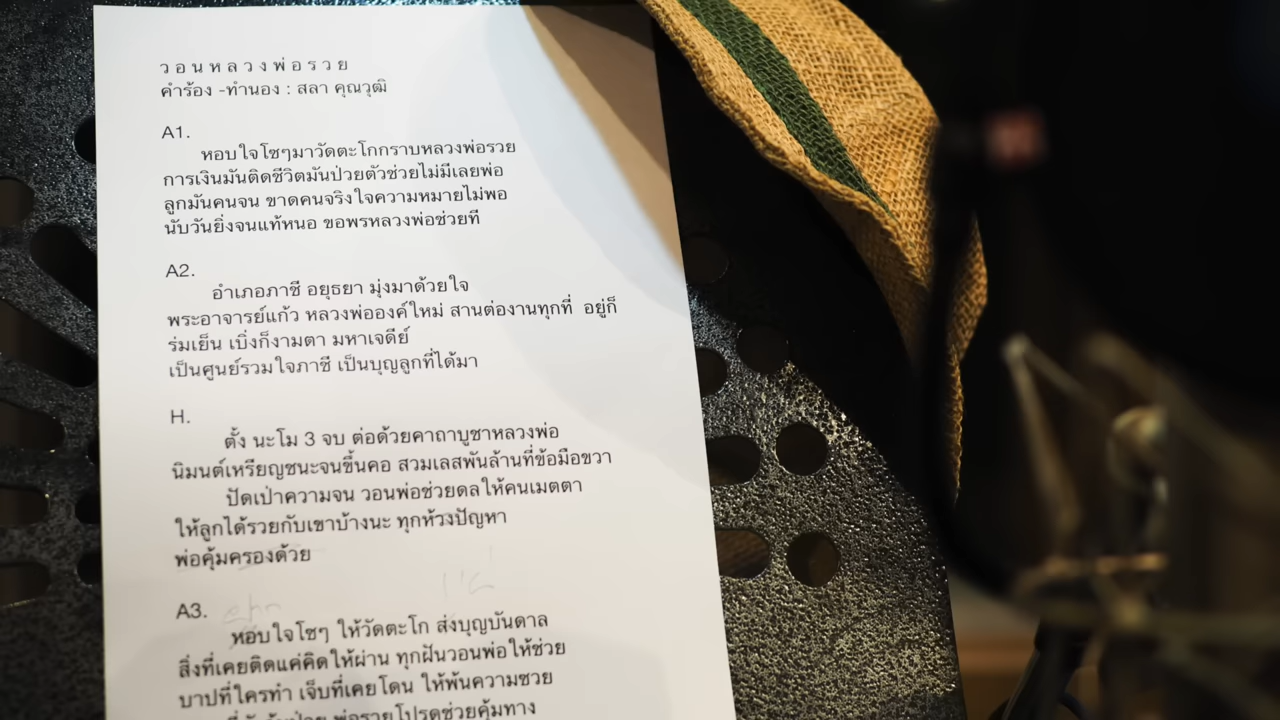 วอนหลวงพ่อรวย
คำร้อง -ทำนอง : สลา คุณวุฒิ
A1.
หอบใจโซๆมาวัดตะโกกราบหลวงพ่อรวย
การเงินมันติดชีวิตมันป่วยตัวช่วยไม่มีเลยพ่อ
ลูกมันคนจน ขาดคนจริงใจความหมายไม่พอ
นับวันยิ่งจนแท้หนอ ขอพรหลวงพ่อช่วยที
A2.
อำเภอภาชี อยุธยา มุ่งมาด้วยใจ
พระอาจารย์แก้ว หลวงพ่อองค์ใหม่ สานต่องานทุกที่ อยู่ก็
ร่มเย็น เบิ่งก็งามตา มหาเจดีย์
เป็นศูนย์รวมใจภาชี เป็นบุญลูกที่ได้มา
H.
ตั้ง นะโม 3 จบ ต่อด้วยคาถาบูชาหลวงพ่อ
นิมนต์เหรียญชนะจนขึ้นคอ สวมเลสพันล้านที่ข้อมือขวา
ปัดเป่าความจน วอนพ่อช่วยดลให้คนเมตตา
ให้ลูกได้รวยกับเขาบ้างนะ ทุกห้วงปัญหา
พ่อคุ้มครองด้วย
A3.
หอบใจโซๆ ให้วัดตะโก ส่งบุญบันดาล
สิ่งที่เคยติดแค่คิดให้ผ่าน ทุกฝันวอนพ่อให้ช่วย
บาปที่ใครทำ เจ็บที่เคยโดน ให้พ้นความซวย
พ่อรวยโปรดช่วยคุ้มทาง